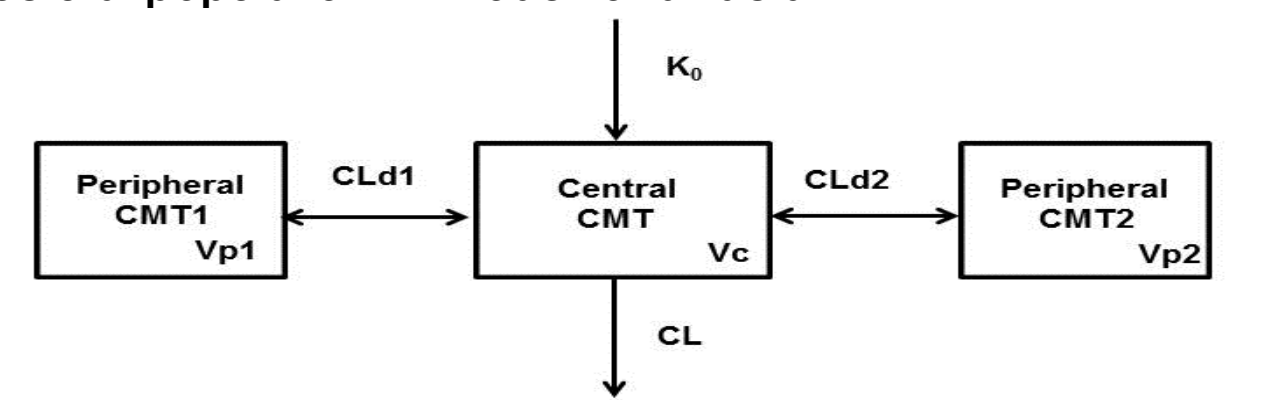 K₀
Peripheral
CMT1
Vp1
CLd1
Central
CMT
Vc
CLd2
Peripheral
CMT2
Vp2
CL